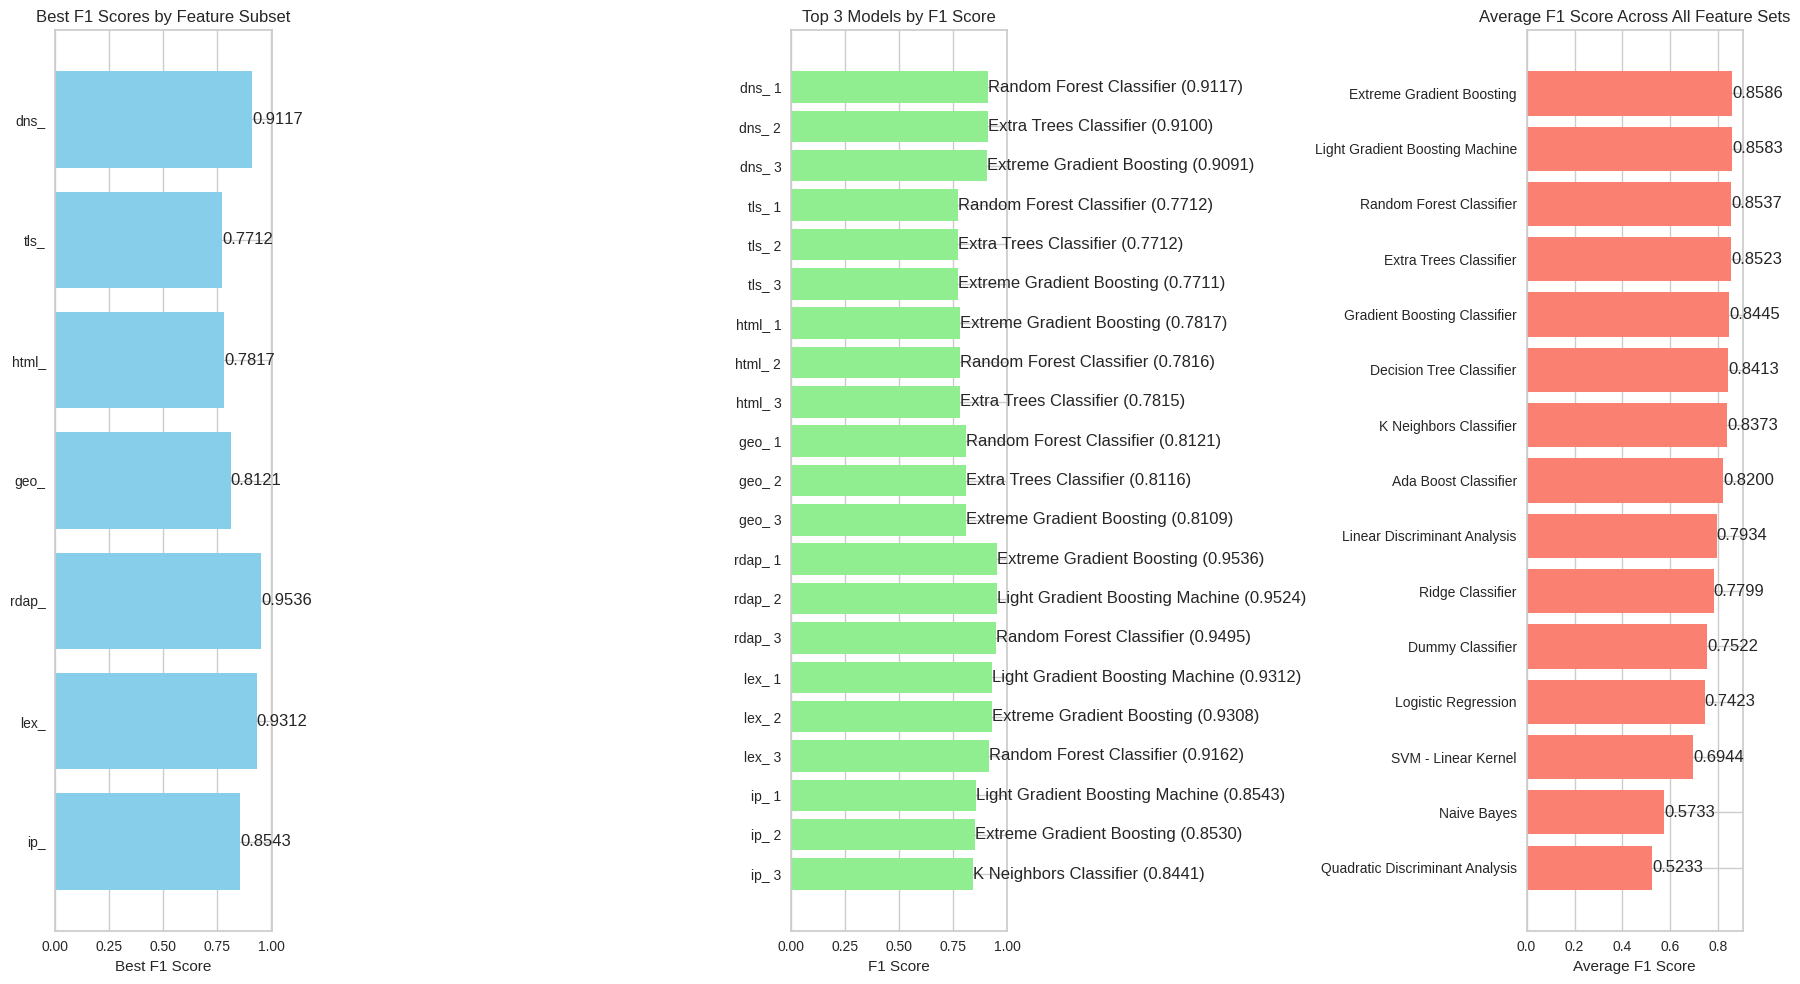 Best F1 Scores by Feature Subset
dns_
0.9117
tls_
0.7712
html_
0.7817
geo_
0.8121
rdap_
0.9536
lex_
0.9312
ip_
0.8543
0.00 0.25 0.50 0.75 1.00
Best F1 Score
Top 3 Models by F1 Score
dns_ 1 Random Forest Classifier (0.9117)
dns_ 2 Extra Trees Classifier (0.9100)
dns_ 3 Extreme Gradient Boosting (0.9091)
tls_ 1 Random Forest Classifier (0.7712)
tls_ 2 Extra Trees Classifier (0.7712)
tls_ 3 Extreme Gradient Boosting (0.7711)
html_ 1 Extreme Gradient Boosting (0.7817)
html_ 2 Random Forest Classifier (0.7816)
html_ 3 Extra Trees Classifier (0.7815)
geo_ 1 Random Forest Classifier (0.8121)
geo_ 2 Extra Trees Classifier (0.8116)
geo_ 3 Extreme Gradient Boosting (0.8109)
rdap_ 1 Extreme Gradient Boosting (0.9536)
rdap_ 2 Light Gradient Boosting Machine (0.9524)
rdap_ 3 Random Forest Classifier (0.9495)
lex_ 1 Light Gradient Boosting Machine (0.9312)
lex_ 2 Extreme Gradient Boosting (0.9308)
lex_ 3 Random Forest Classifier (0.9162)
ip_ 1 Light Gradient Boosting Machine (0.8543)
ip_ 2 Extreme Gradient Boosting (0.8530)
ip_ 3 K Neighbors Classifier (0.8441)
0.00 0.25 0.50 0.75 1.00
F1 Score
Average F1 Score Across All Feature Sets
Extreme Gradient Boosting 0.8586
Light Gradient Boosting Machine 0.8583
Random Forest Classifier 0.8537
Extra Trees Classifier 0.8523
Gradient Boosting Classifier 0.8445
Decision Tree Classifier 0.8413
K Neighbors Classifier 0.8373
Ada Boost Classifier 0.8200
Linear Discriminant Analysis 0.7934
Ridge Classifier 0.7799
Dummy Classifier 0.7522
Logistic Regression 0.7423
SVM - Linear Kernel 0.6944
Naive Bayes 0.5733
Quadratic Discriminant Analysis 0.5233
0.0 0.2 0.4 0.6 0.8
Average F1 Score